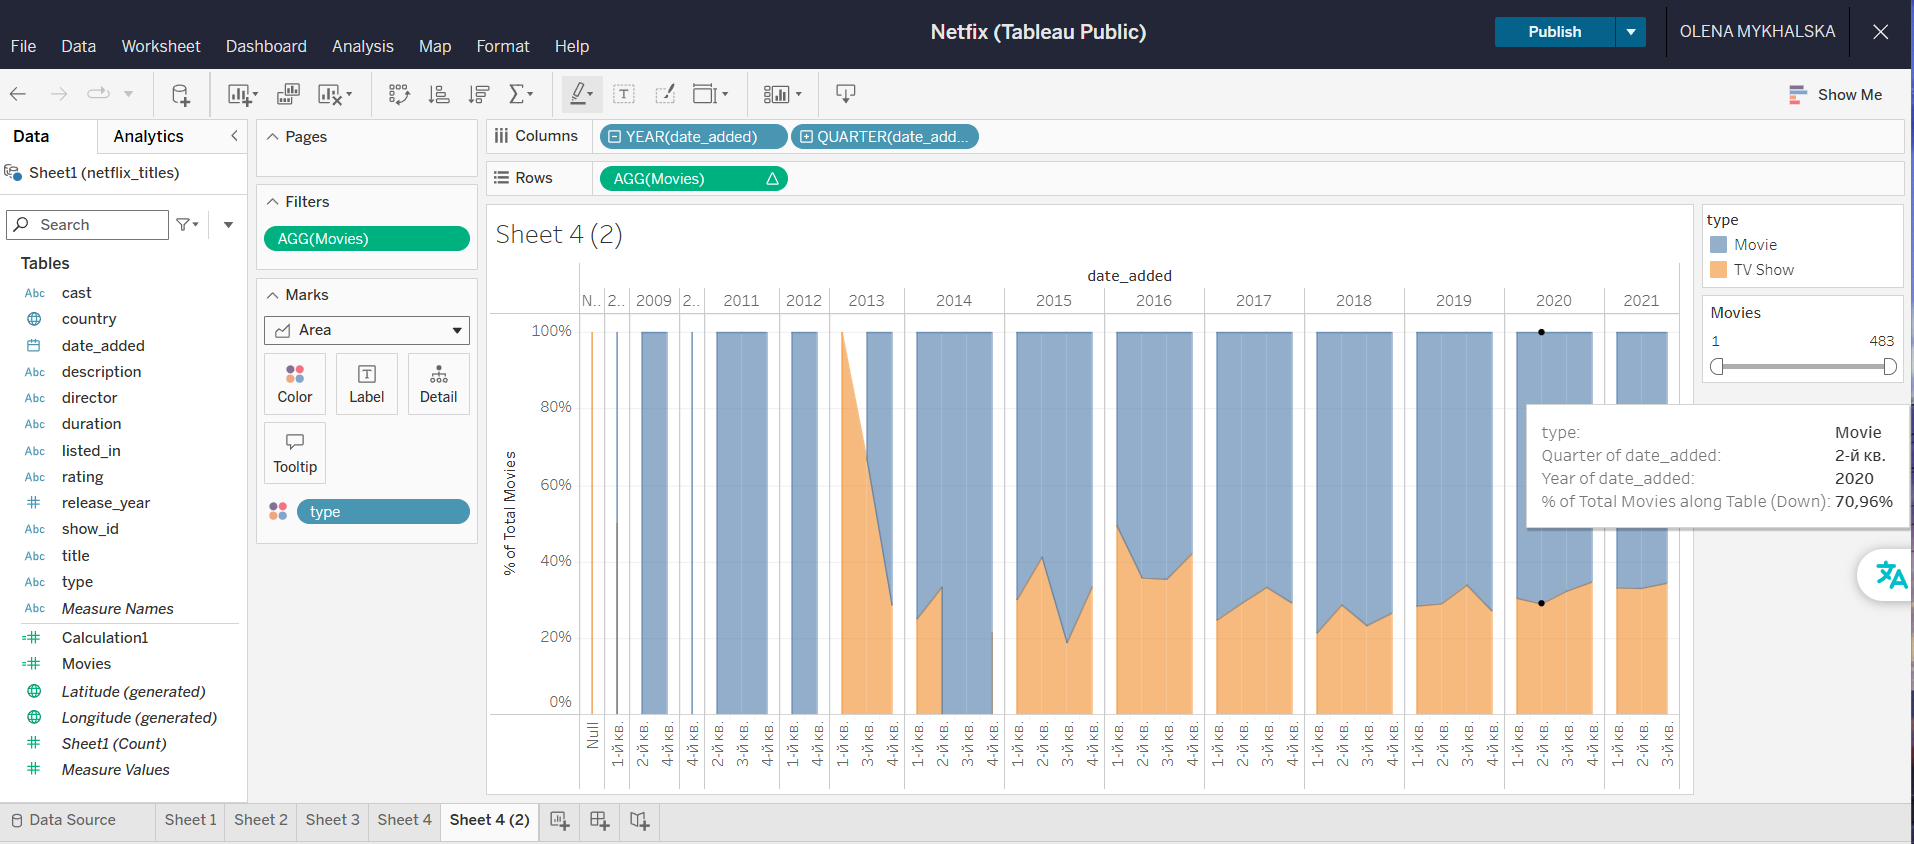 Netfix (Tableau Public)
Publish
OLENA MYKHALSKA
File Data Worksheet Dashboard Analysis Map Format Help
Show Me
Data Analytics
Sheet1 (netflix_titles)
Search
Tables
Abc cast
country
date_added
Abc description
Abc director
Abc duration
Abc listed_in
Abc rating
release_year
Abc show_id
Abc title
Abc type
Abc Measure Names
Calculation1
Movies
Latitude (generated)
Longitude (generated)
Sheet1 (Count)
Measure Values
Pages
Filters
AGG(Movies)
Marks
Area
Color Label Detail
Tooltip
type
Columns YEAR(date_added) QUARTER(date_add...
Rows AGG(Movies)
Sheet 4 (2)
date_added
N.. 2.. 2009 2.. 2011 2012 2013 2014 2015 2016 2017 2018 2019 2020 2021
% of Total Movies
100%
80%
60%
40%
20%
0%
Null 1-й кв. 2-й кв. 4-й кв. 4-й кв. 2-й кв. 3-й кв. 4-й кв. 1-й кв. 4-й кв. 1-й кв. 3-й кв. 4-й кв. 1-й кв. 2-й кв. 3-й кв. 4-й кв. 1-й кв. 2-й кв. 3-й кв. 4-й кв. 1-й кв. 2-й кв. 3-й кв. 4-й кв. 1-й кв. 2-й кв. 3-й кв. 4-й кв. 1-й кв. 2-й кв. 3-й кв. 4-й кв. 1-й кв. 2-й кв. 3-й кв. 4-й кв. 1-й кв. 2-й кв. 3-й кв. 4-й кв. 1-й кв. 2-й кв. 3-й кв.
type
Movie
TV Show
Movies
1 483
type: Movie
Quarter of date_added: 2-й кв.
Year of date_added: 2020
% of Total Movies along Table (Down): 70,96%
Data Source Sheet 1 Sheet 2 Sheet 3 Sheet 4 Sheet 4 (2)